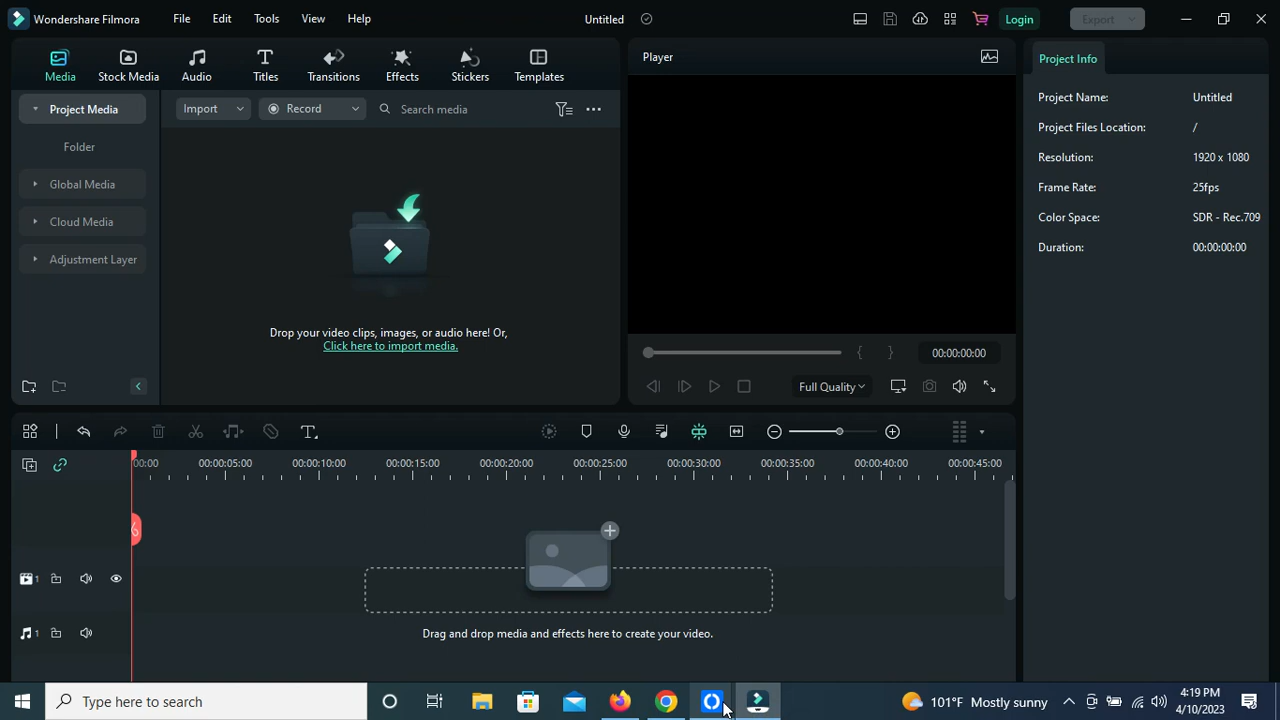 Wondershare Filmora File Edit Tools View Help Untitled Login Export
Media Stock Media Audio Titles Transitions Effects Stickers Templates
Player
Project Info
Project Media
Folder
Global Media
Cloud Media
Adjustment Layer
Import Record Search media
Drop your video clips, images, or audio here! Or,
Click here to import media.
00:00:00:00
Full Quality
Project Name: Untitled
Project Files Location: /
Resolution: 1920 x 1080
Frame Rate: 25fps
Color Space: SDR - Rec.709
Duration: 00:00:00:00
00:00 00:00:05:00 00:00:10:00 00:00:15:00 00:00:20:00 00:00:25:00 00:00:30:00 00:00:35:00 00:00:40:00 00:00:45:00
1
1
Drag and drop media and effects here to create your video.
Type here to search
101°F Mostly sunny
4:19 PM
4/10/2023